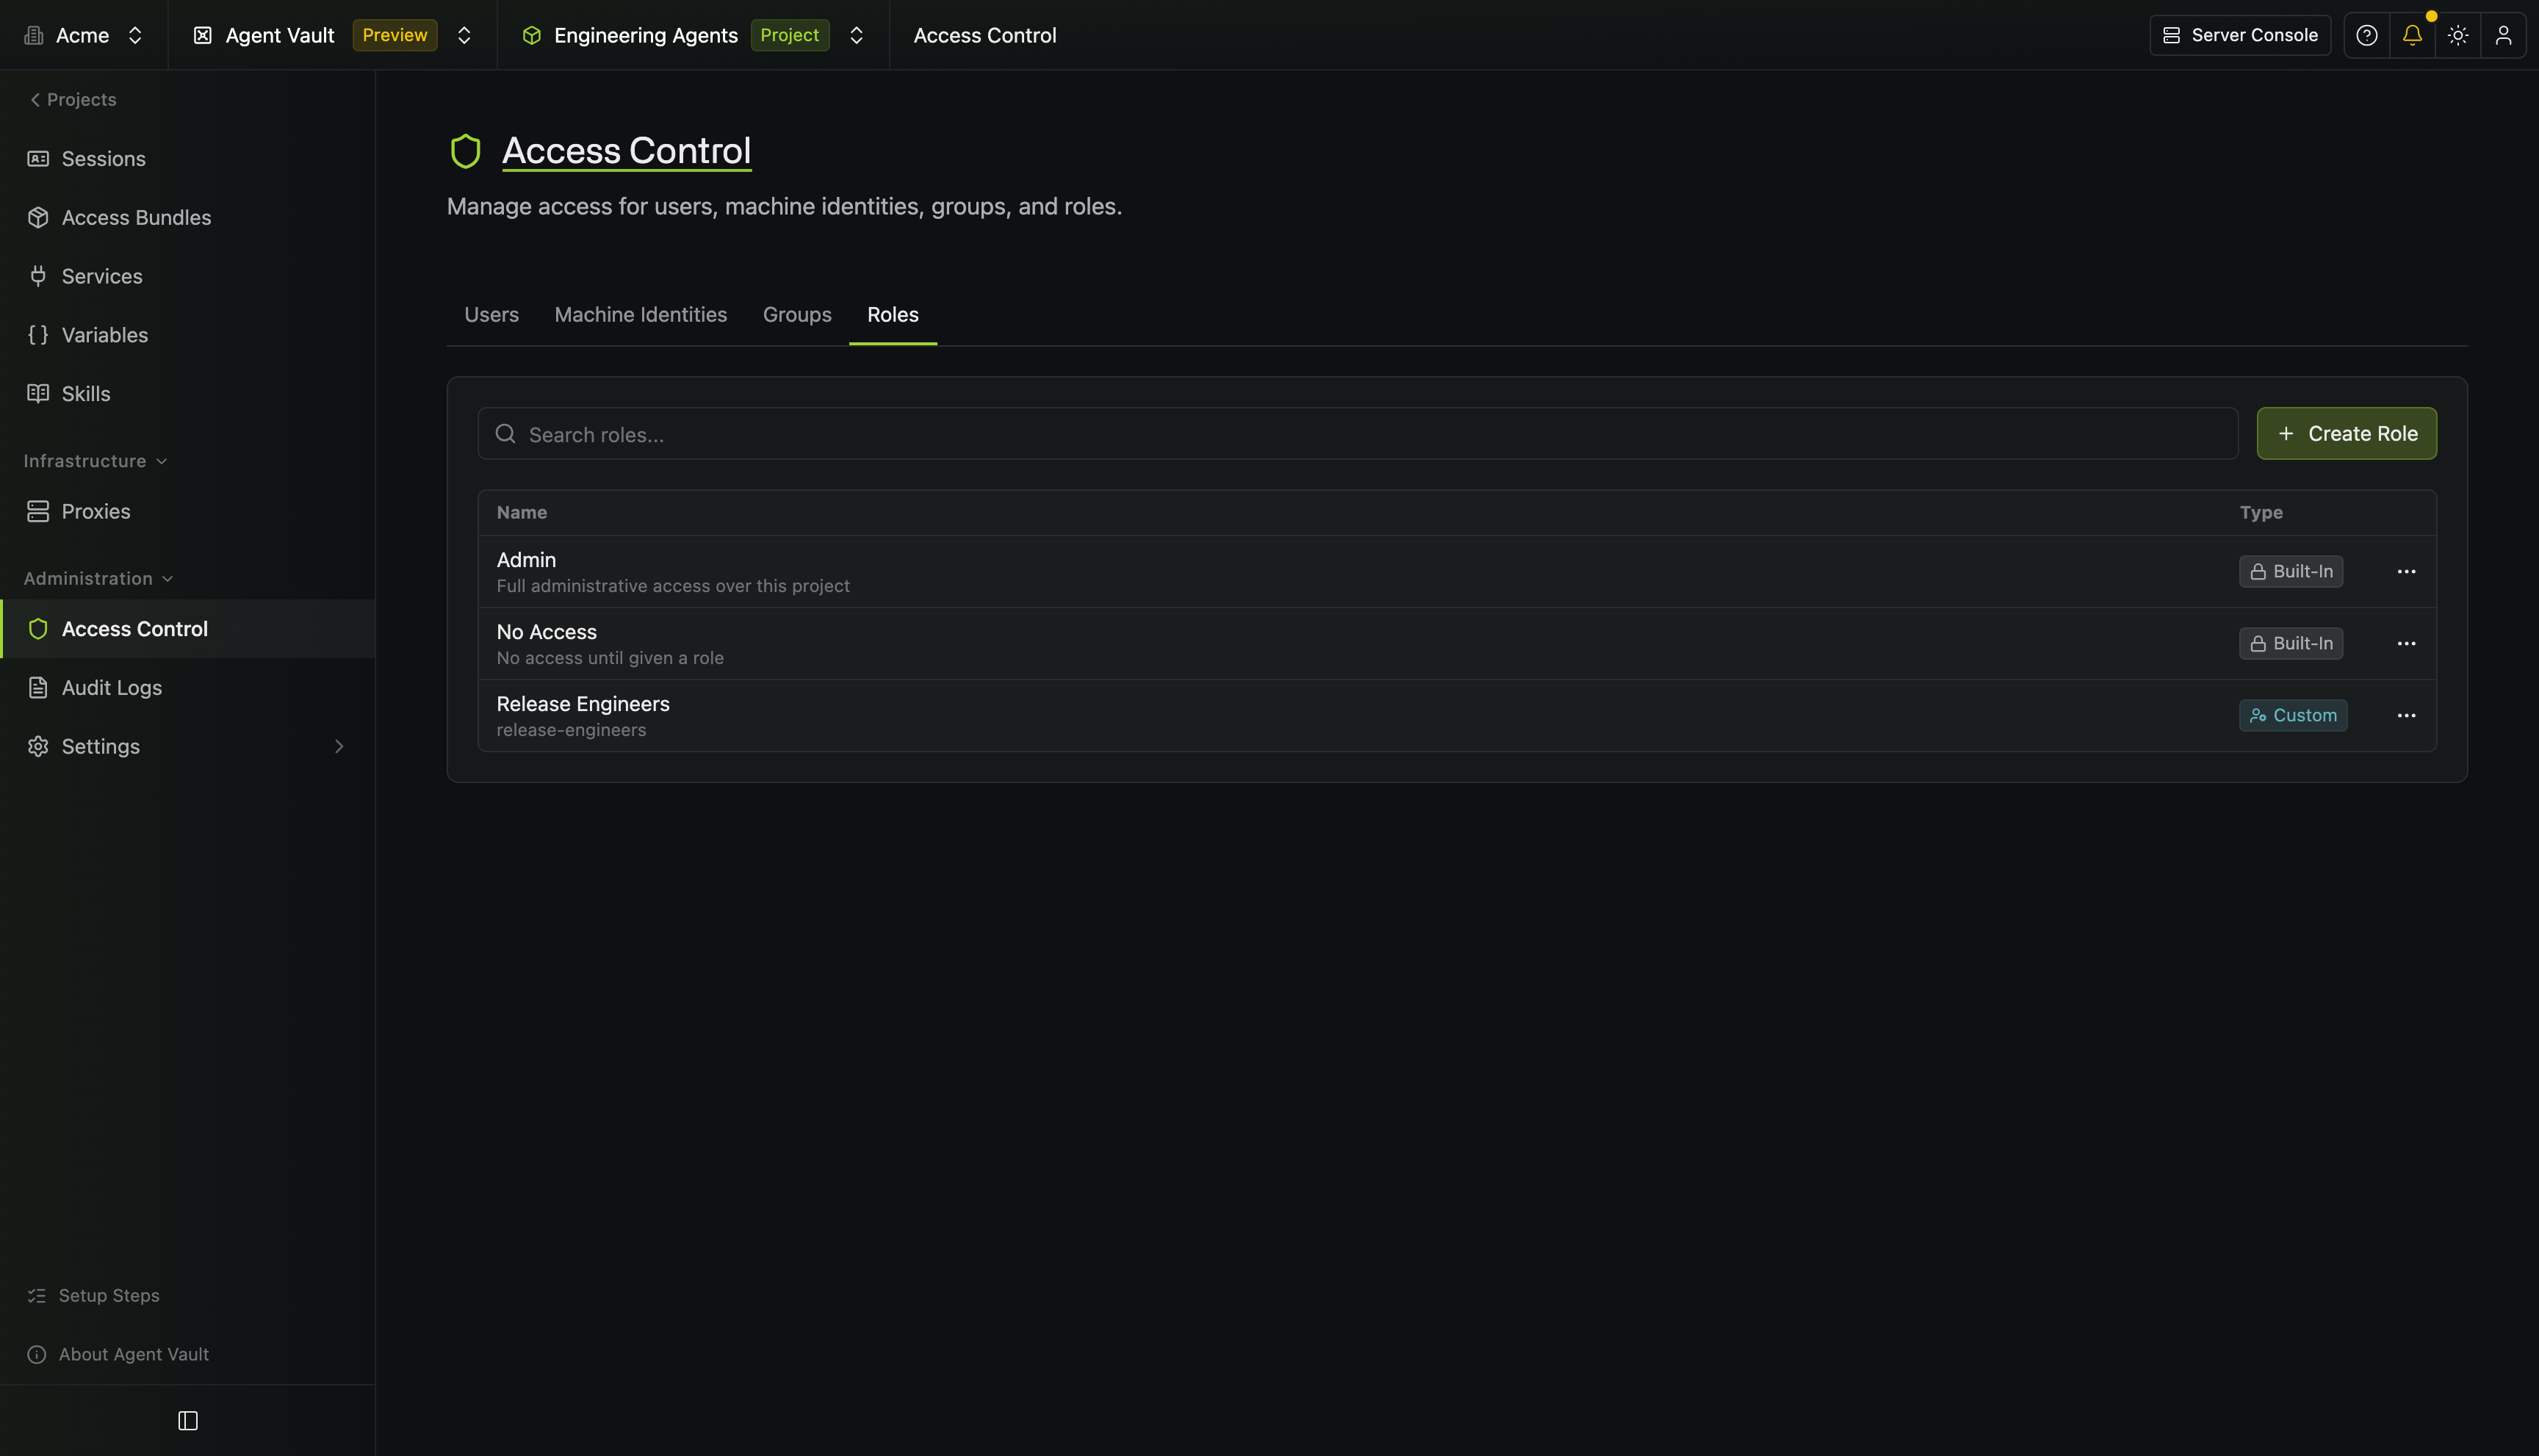 Acme
Agent Vault
Preview
Engineering Agents
Project
Access Control
Server Console
Projects
Sessions
Access Bundles
Services
Variables
Skills
Infrastructure
Proxies
Administration
Access Control
Audit Logs
Settings
Setup Steps
About Agent Vault
Access Control
Manage access for users, machine identities, groups, and roles.
Users
Machine Identities
Groups
Roles
Search roles...
+ Create Role
Name
Type
Admin
Full administrative access over this project
Built-In
No Access
No access until given a role
Built-In
Release Engineers
release-engineers
Custom